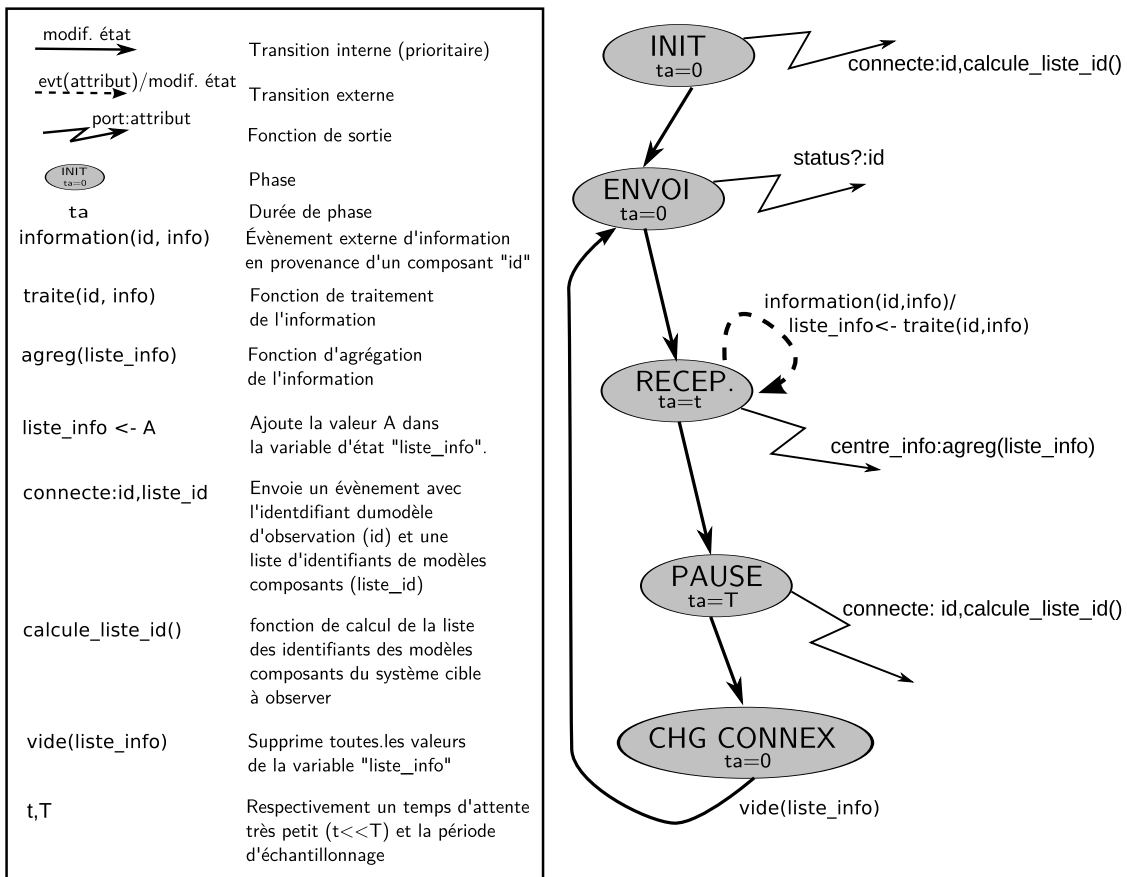 modif. état
Transition interne (prioritaire)
evt(attribut)/modif. état
Transition externe
port:attribut
Fonction de sortie
INIT
ta=0
Phase
ta
Durée de phase
information(id, info)
Évènement externe d'information
en provenance d'un composant "id"
traite(id, info)
Fonction de traitement
de l'information
agreg(liste_info)
Fonction d'agrégation
de l'information
liste_info <- A
Ajoute la valeur A dans
la variable d'état "liste_info".
connecte:id,liste_id
Envoie un évènement avec
l'identdifiant dumodèle
d'observation (id) et une
liste d'identifiants de modèles
composants (liste_id)
calcule_liste_id()
fonction de calcul de la liste
des identifiants des modèles
composants du système cible
à observer
vide(liste_info)
Supprime toutes.les valeurs
de la variable "liste_info"
t,T
Respectivement un temps d'attente
très petit (t<<T) et la période
d'échantillonnage
INIT
ta=0
connecte:id,calcule_liste_id()
ENVOI
ta=0
status?:id
information(id,info)/
liste_info<- traite(id,info)
RECEP.
ta=t
centre_info:agreg(liste_info)
PAUSE
ta=T
connecte: id,calcule_liste_id()
CHG CONNEX
ta=0
vide(liste_info)